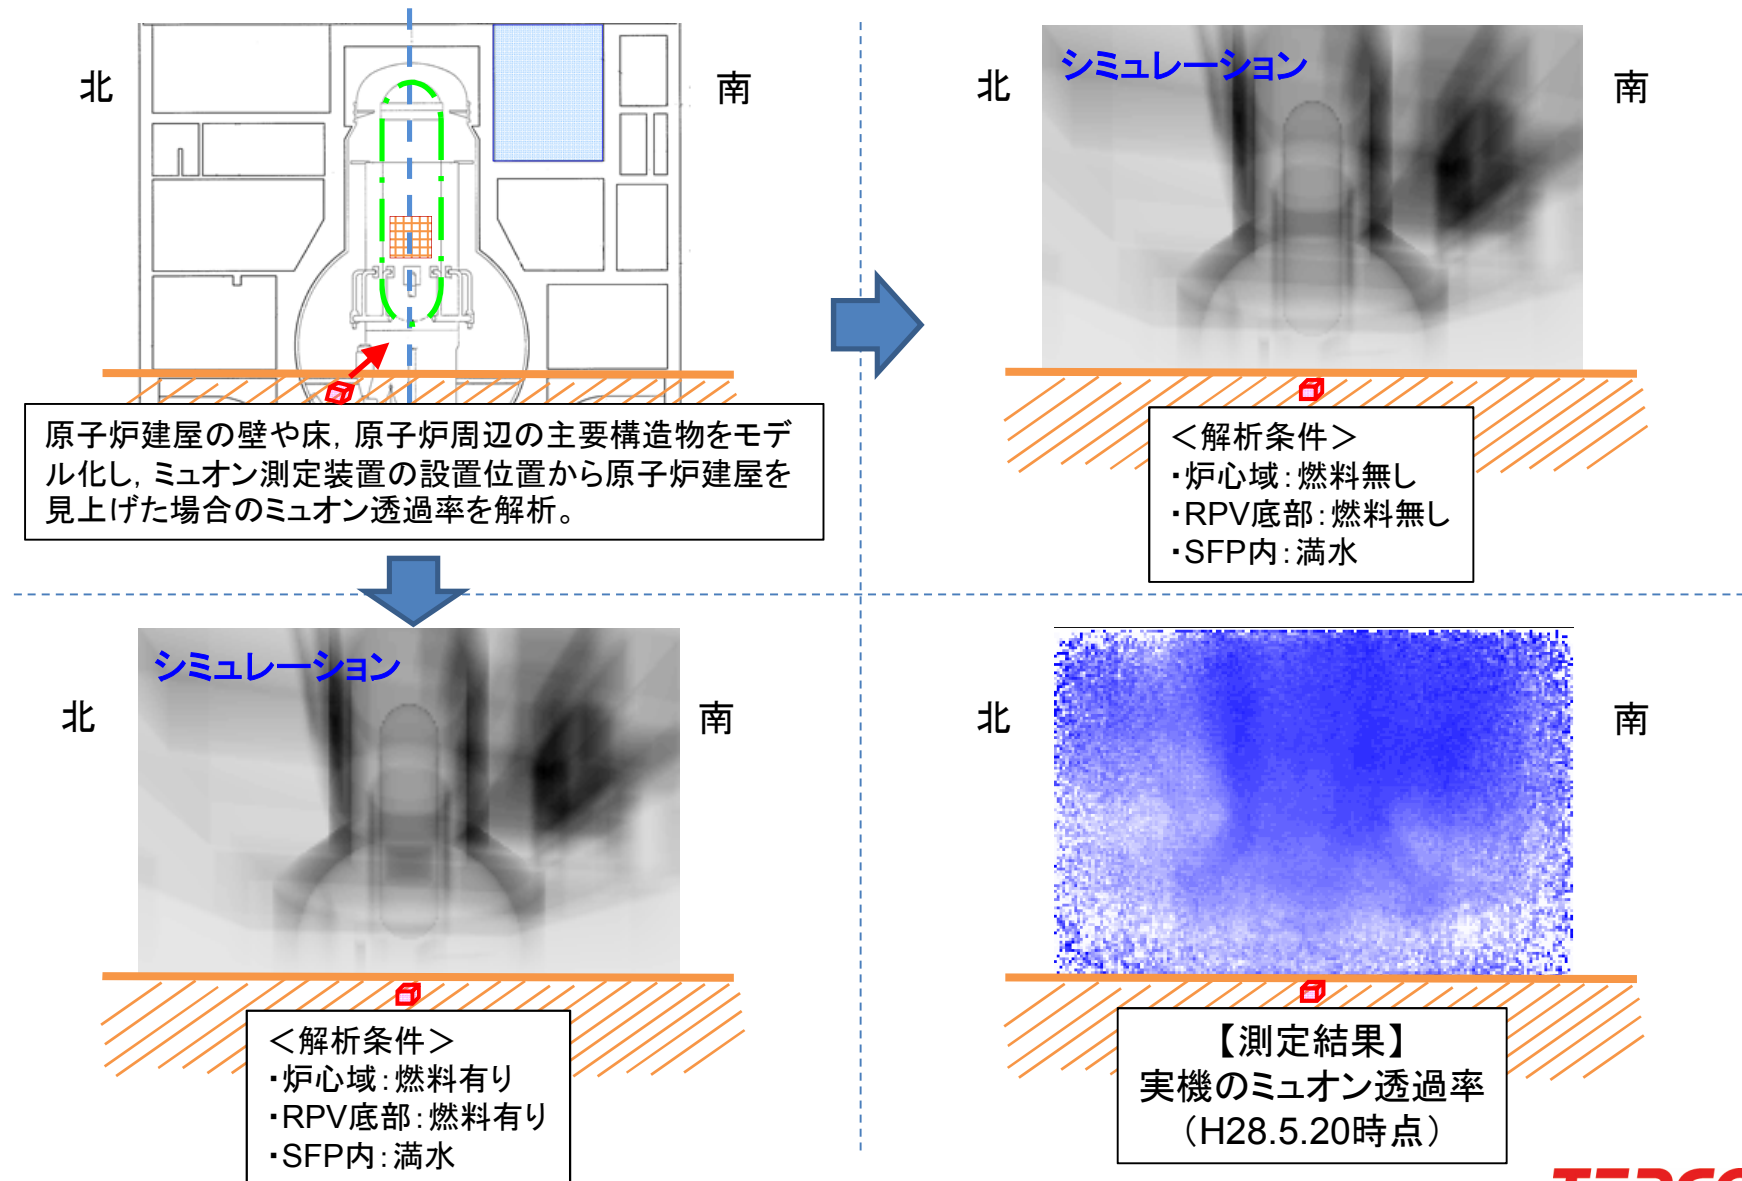 北
南
原子炉建屋の壁や床，原子炉周辺の主要構造物をモデ
ル化し，ミュオン測定装置の設置位置から原子炉建屋を
見上げた場合のミュオン透過率を解析。
シミュレーション
北
南
＜解析条件＞
・炉心域：燃料無し
・RPV底部：燃料無し
・SFP内：満水
シミュレーション
北
南
＜解析条件＞
・炉心域：燃料有り
・RPV底部：燃料有り
・SFP内：満水
北
南
【測定結果】
実機のミュオン透過率
（H28.5.20時点）